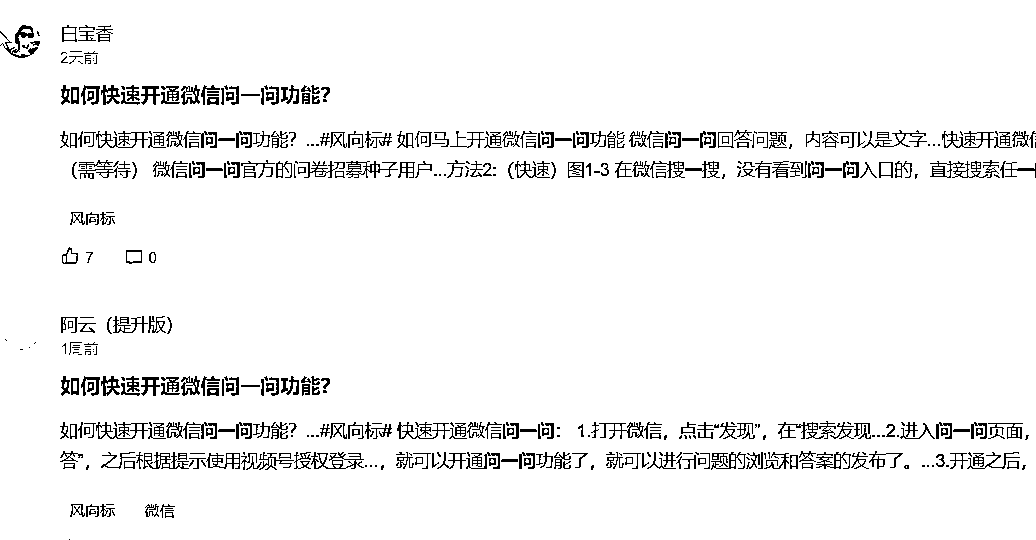 白宝香
2天前
如何快速开通微信问一问功能?
如何快速开通微信问一问功能? ...#风向标# 如何马上开通微信问一问功能 微信问一问回答问题，内容可以是文字...快速开通微信
（需等待） 微信问一问官方的问卷招募种子用户...方法2:（快速）图1-3 在微信搜一搜，没有看到问一问入口的，直接搜索任一
风向标
7 0
阿云（提升版）
1周前
如何快速开通微信问一问功能?
如何快速开通微信问一问功能? ...#风向标# 快速开通微信问一问： 1.打开微信，点击“发现”，在“搜索发现...2.进入问一问页面，
答”，之后根据提示使用视频号授权登录...，就可以开通问一问功能了，就可以进行问题的浏览和答案的发布了。...3.开通之后，
风向标 微信